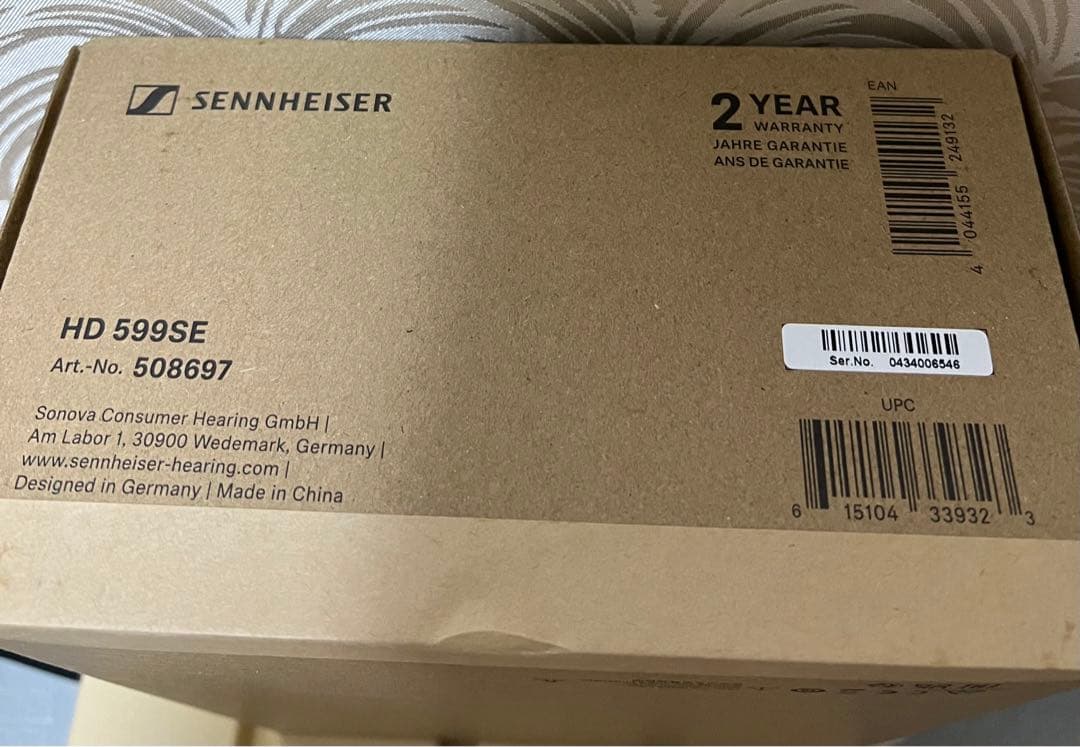 SENNHEISER
2 YEAR
WARRANTY
JAHRE GARANTIE
ANS DE GARANTIE
EAN
4 044155 249132
HD 599SE
Art.-No. 508697
Ser.No. 0434006546
Sonova Consumer Hearing GmbH |
Am Labor 1, 30900 Wedemark, Germany |
www.sennheiser-hearing.com |
Designed in Germany | Made in China
UPC
6 15104 33932 3